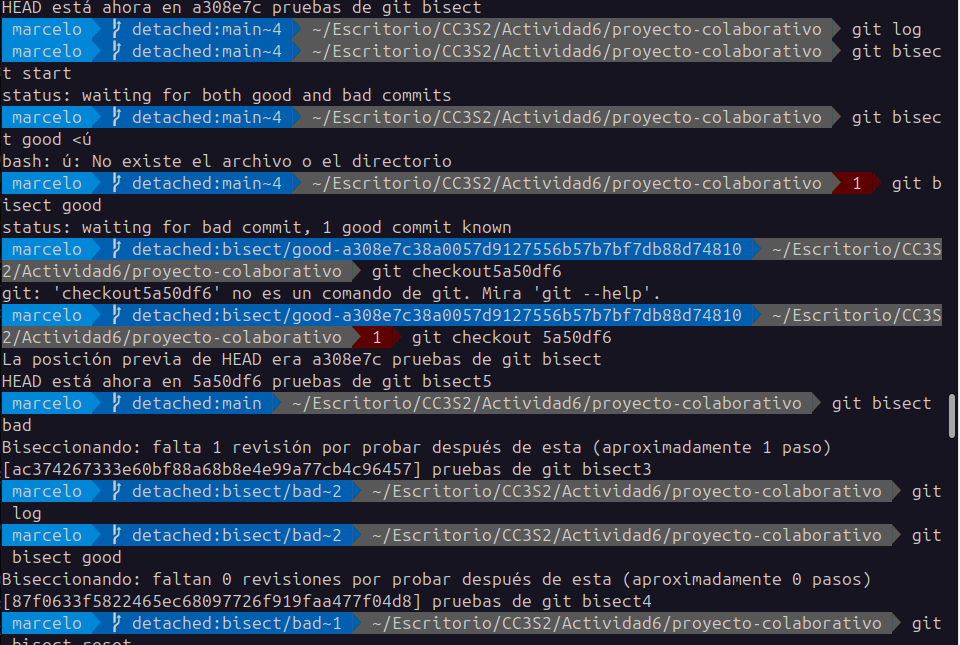 HEAD está ahora en a308e7c pruebas de git bisect
marcelo detached:main~4 ~/Escritorio/CC3S2/Actividad6/proyecto-colaborativo git log
marcelo detached:main~4 ~/Escritorio/CC3S2/Actividad6/proyecto-colaborativo git bisec
t start
status: waiting for both good and bad commits
marcelo detached:main~4 ~/Escritorio/CC3S2/Actividad6/proyecto-colaborativo git bisec
t good <ú
bash: ú: No existe el archivo o el directorio
marcelo detached:main~4 ~/Escritorio/CC3S2/Actividad6/proyecto-colaborativo 1 git b
isect good
status: waiting for bad commit, 1 good commit known
marcelo detached:bisect/good-a308e7c38a0057d9127556b57b7bf7db88d74810 ~/Escritorio/CC3S
2/Actividad6/proyecto-colaborativo git checkout5a50df6
git: 'checkout5a50df6' no es un comando de git. Mira 'git --help'.
marcelo detached:bisect/good-a308e7c38a0057d9127556b57b7bf7db88d74810 ~/Escritorio/CC3S
2/Actividad6/proyecto-colaborativo 1 git checkout 5a50df6
La posición previa de HEAD era a308e7c pruebas de git bisect
HEAD está ahora en 5a50df6 pruebas de git bisect5
marcelo detached:main ~/Escritorio/CC3S2/Actividad6/proyecto-colaborativo git bisect
bad
Biseccionando: falta 1 revisión por probar después de esta (aproximadamente 1 paso)
[ac374267333e60bf88a68b8e4e99a77cb4c96457] pruebas de git bisect3
marcelo detached:bisect/bad~2 ~/Escritorio/CC3S2/Actividad6/proyecto-colaborativo git
log
marcelo detached:bisect/bad~2 ~/Escritorio/CC3S2/Actividad6/proyecto-colaborativo git
bisect good
Biseccionando: faltan 0 revisiones por probar después de esta (aproximadamente 0 pasos)
[87f0633f5822465ec68097726f919faa477f04d8] pruebas de git bisect4
marcelo detached:bisect/bad~1 ~/Escritorio/CC3S2/Actividad6/proyecto-colaborativo git
bisect reset